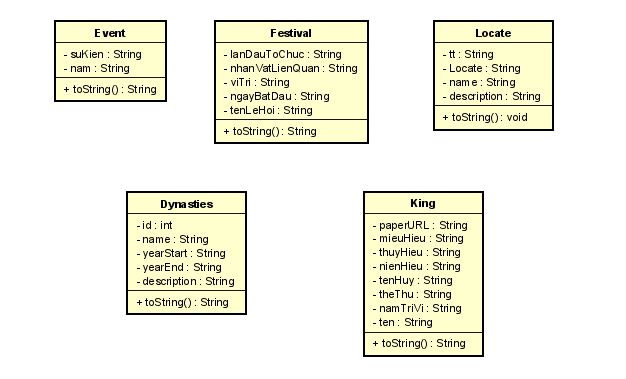 Event
- suKien : String
- nam : String
+ toString() : String
Festival
- lanDauToChuc : String
- nhanVatLienQuan : String
- viTri : String
- ngayBatDau : String
- tenLeHoi : String
+ toString() : String
Locate
- tt : String
- Locate : String
- name : String
- description : String
+ toString() : void
Dynasties
- id : int
- name : String
- yearStart : String
- yearEnd : String
- description : String
+ toString() : String
King
- paperURL : String
- mieuHieu : String
- thuyHieu : String
- nienHieu : String
- tenHuy : String
- theThu : String
- namTriVi : String
- ten : String
+ toString() : String